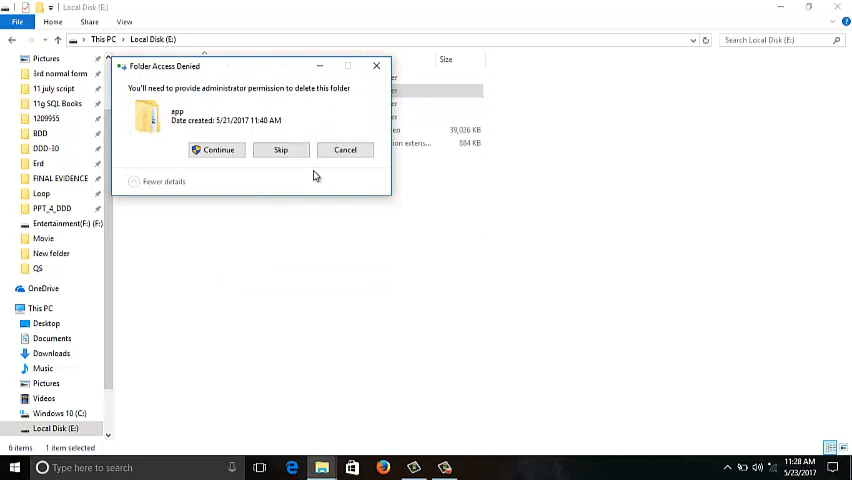 Local Disk (E:)
File Home Share View
This PC > Local Disk (E:)
Search Local Disk (E:)
Pictures
3rd normal form
11 july script
11g SQL Books
1209955
BDD
DDD-30
Erd
FINAL EVIDENCE
Loop
PPT_4_DDD
Entertainment(F:) (F:)
Movie
New folder
QS
OneDrive
This PC
Desktop
Documents
Downloads
Music
Pictures
Videos
Windows 10 (C:)
Local Disk (E:)
Size
39,026 KB
884 KB
Folder Access Denied
You'll need to provide administrator permission to delete this folder
app
Date created: 5/21/2017 11:40 AM
Continue Skip Cancel
Fewer details
6 items 1 item selected
Type here to search
11:28 AM
5/23/2017